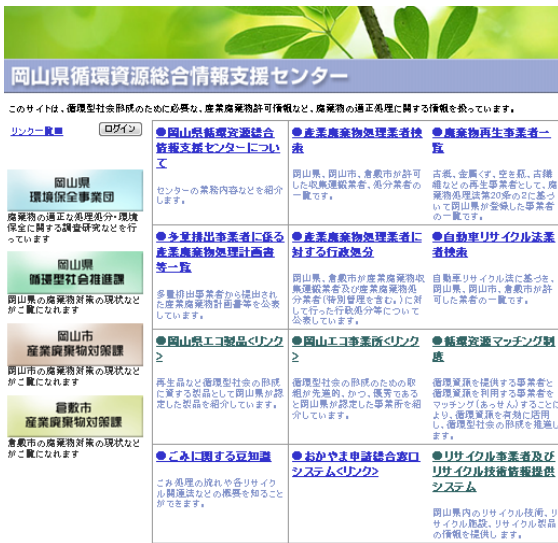 岡山県循環資源総合情報支援センター
このサイトは、循環型社会形成のために必要な、産業廃棄物許可情報など、廃棄物の適正処理に関する情報を扱っています。
リンク一覧■
ログイン
岡山県
環境保全事業団
廃棄物の適正な処理処分・環境
保全に関する調査研究などを行
っています
岡山県
循環型社会推進課
岡山県の廃棄物対策の現状など
がご覧になれます
岡山市
産業廃棄物対策課
岡山市の廃棄物対策の現状など
がご覧になれます
倉敷市
産業廃棄物対策課
倉敷市の廃棄物対策の現状など
がご覧になれます
●岡山県循環資源総合
情報支援センターについ
て
センターの業務内容などを紹介
します。
●産業廃棄物処理業者検
索
岡山県、岡山市、倉敷市が許可
した収集運搬業者、処分業者の
一覧です。
●廃棄物再生事業者一
覧
古紙、金属くず、空き瓶、古繊
維などの再生事業者として、廃
棄物処理法第20条の2に基づ
いて岡山県が登録した事業者
の一覧です。
●多量排出事業者に係る
産業廃棄物処理計画書
等一覧
多量排出事業者から提出され
た産業廃棄物計画書等を公表
しています。
●産業廃棄物処理業者に
対する行政処分
岡山県、倉敷市が産業廃棄物収
集運搬業者及び産業廃棄物処
分業者(特別管理を含む。)に対
して行った行政処分等について
公表しています。
●自動車リサイクル法業
者検索
自動車リサイクル法に基づき、
岡山県、岡山市、倉敷市が許
可した業者の一覧です。
●岡山県エコ製品<リンク
>
再生品など循環型社会の形成
に資する製品として岡山県が認
定した製品を紹介しています。
●岡山エコ事業所<リンク
>
循環型社会の形成のための取
組が先進的、かつ、優秀である
と岡山県が認定した事業所を紹
介しています。
●循環資源マッチング制
度
循環資源を提供する事業者と
循環資源を利用する事業者を
マッチング(あっせん)することに
より、循環資源を有効に活用
し、循環型社会の形成を推進し
ます。
●ごみに関する豆知識
ごみ処理の流れや各リサイク
ル関連法などの概要を知ること
ができます。
●おかやま申請総合窓口
システム<リンク>
●リサイクル事業者及び
リサイクル技術情報提供
システム
岡山県内のリサイクル技術、リ
サイクル施設、リサイクル製品
の情報を提供します。